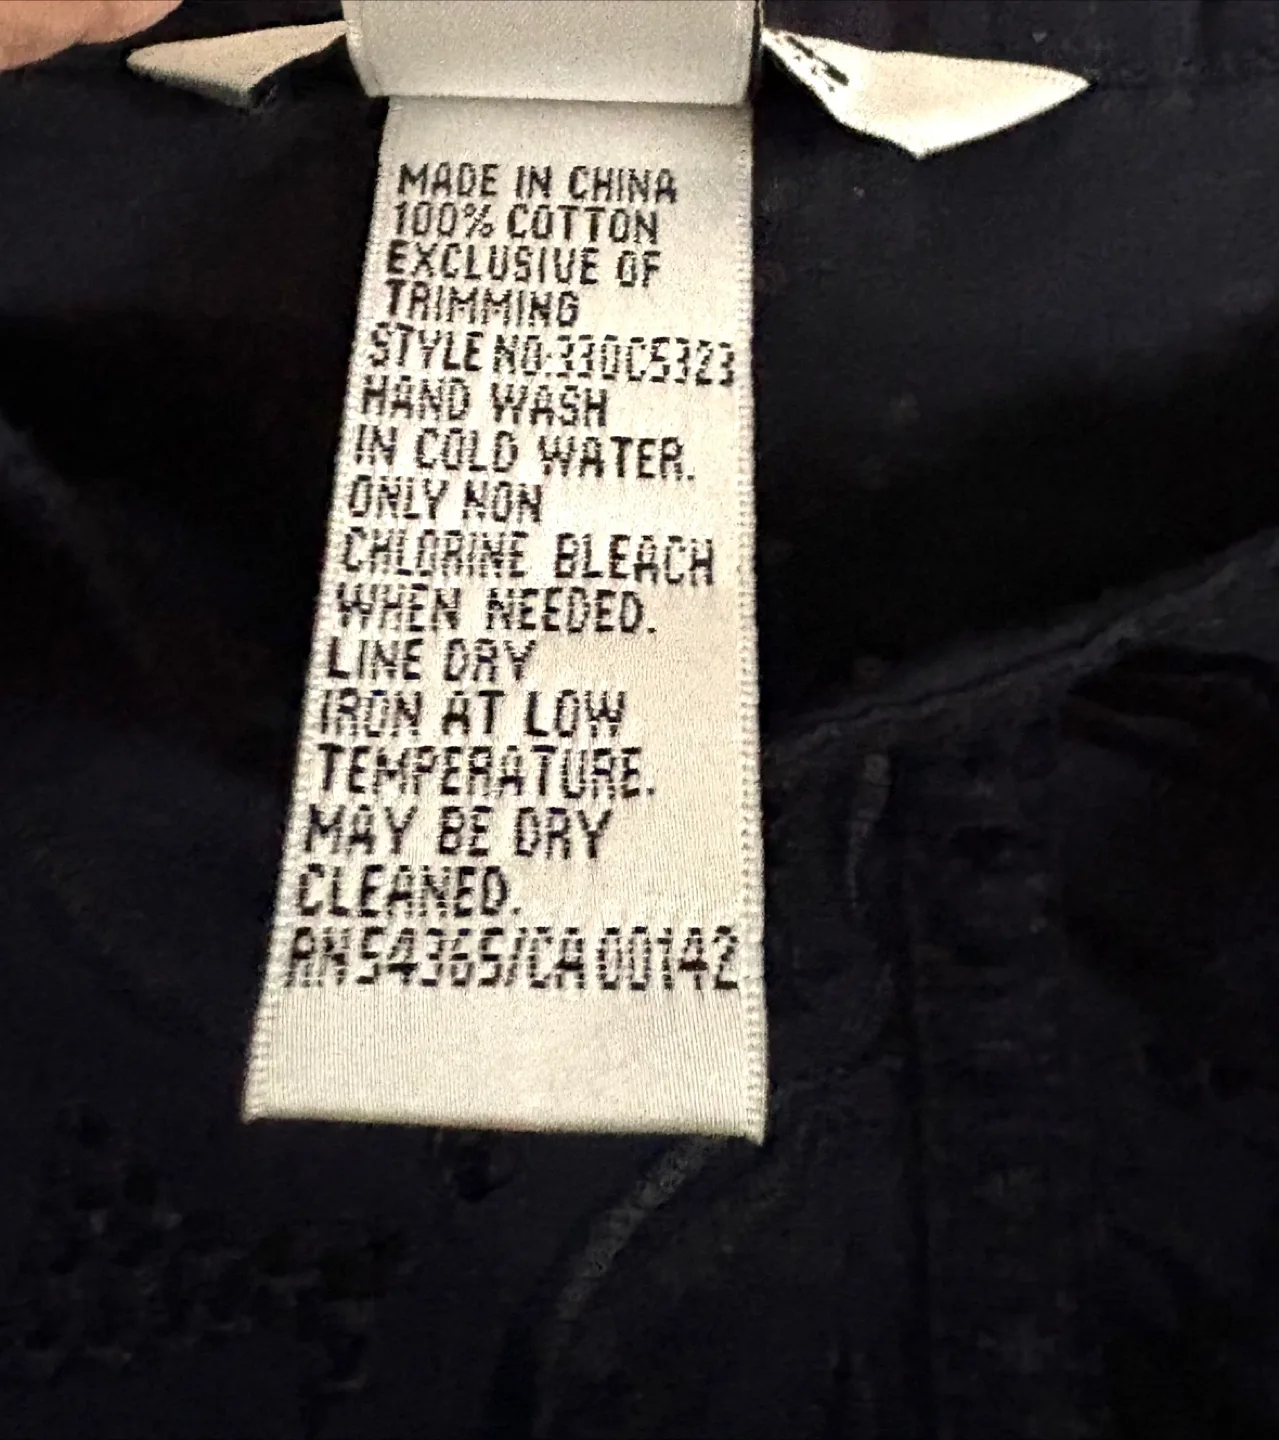 MADE IN CHINA
100% COTTON
EXCLUSIVE OF
TRIMMING
STYLE NO:330C5323
HAND WASH
IN COLD WATER.
ONLY NON
CHLORINE BLEACH
WHEN NEEDED.
LINE DRY
IRON AT LOW
TEMPERATURE.
MAY BE DRY
CLEANED.
RN54365/CA00142